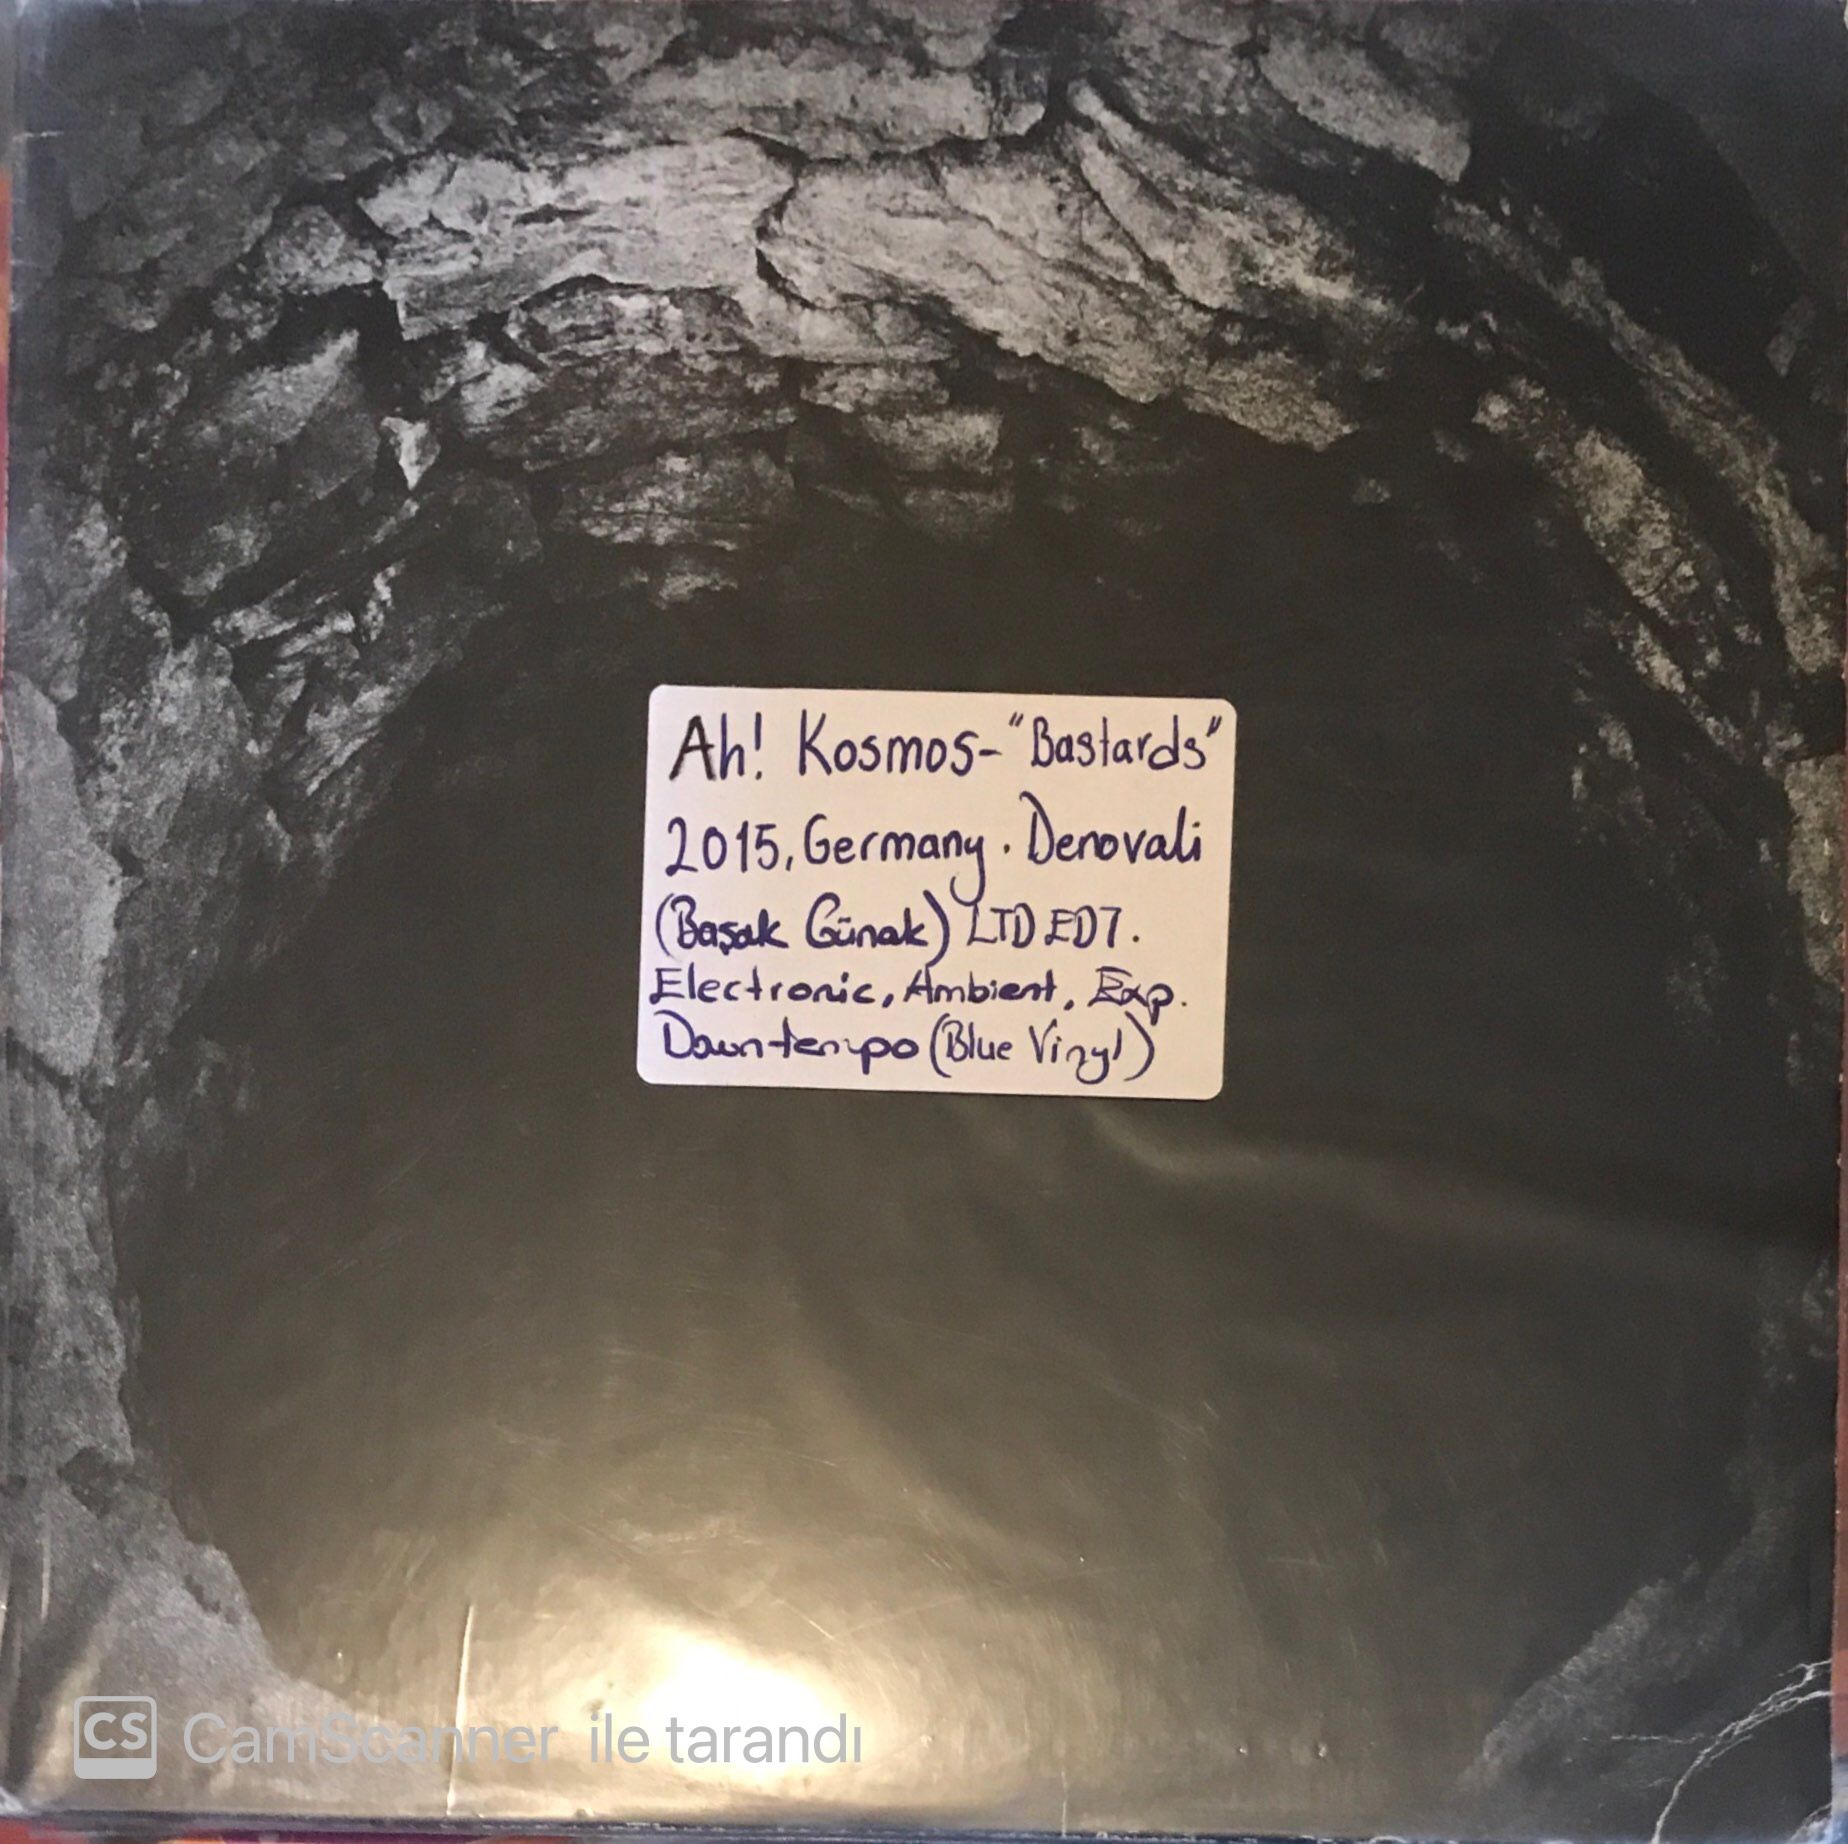 Ah! Kosmos-"Bastards"
2015, Germany. Denovali
(Başak Günak) LTD EDT.
Electronic, Ambient, Exp.
Downtempo (Blue Vinyl)
CS CamScanner ile tarandı